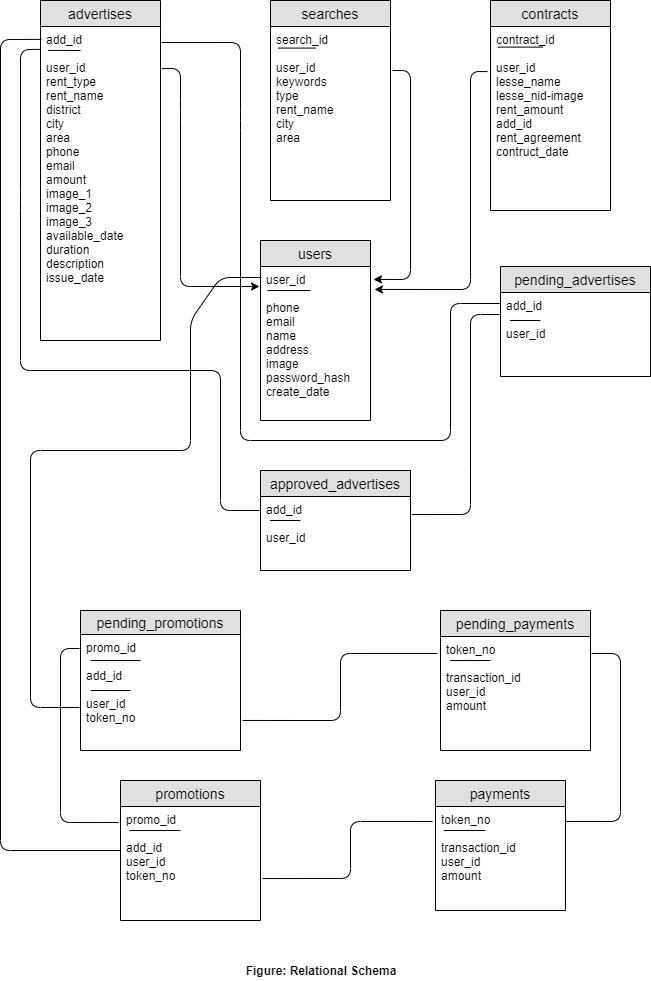 advertises
add_id
user_id
rent_type
rent_name
district
city
area
phone
email
amount
image_1
image_2
image_3
available_date
duration
description
issue_date
searches
search_id
user_id
keywords
type
rent_name
city
area
contracts
contract_id
user_id
lesse_name
lesse_nid-image
rent_amount
add_id
rent_agreement
contruct_date
users
user_id
phone
email
name
address
image
password_hash
create_date
pending_advertises
add_id
user_id
approved_advertises
add_id
user_id
pending_promotions
promo_id
add_id
user_id
token_no
pending_payments
token_no
transaction_id
user_id
amount
promotions
promo_id
add_id
user_id
token_no
payments
token_no
transaction_id
user_id
amount
Figure: Relational Schema